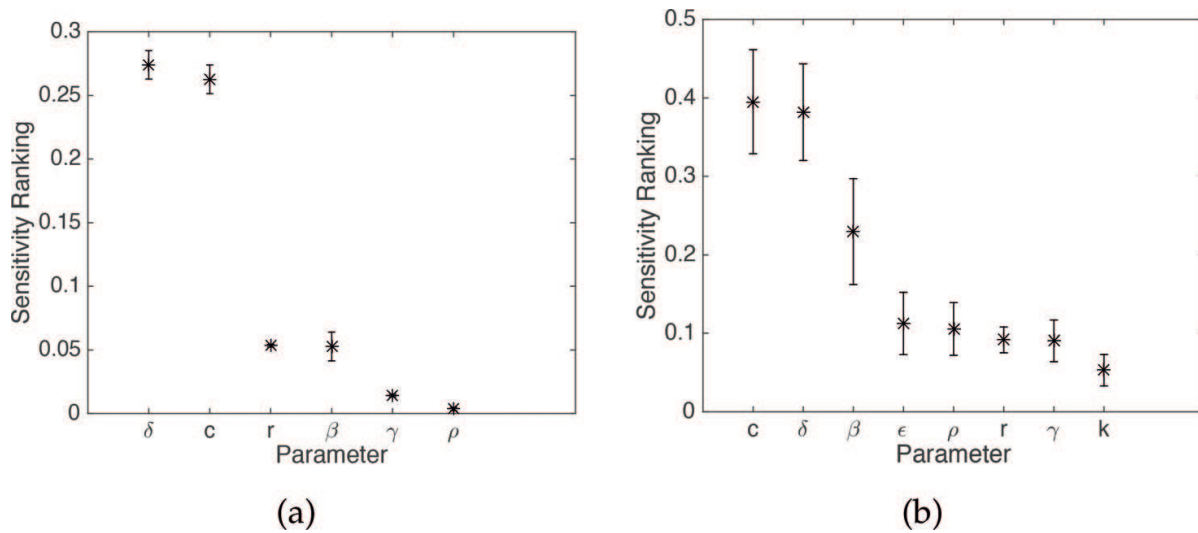 0.3
0.25
0.2
0.15
0.1
0.05
0
Sensitivity Ranking
δ c r β γ ρ
Parameter
(a)
0.5
0.4
0.3
0.2
0.1
0
Sensitivity Ranking
c δ β ϵ ρ r γ k
Parameter
(b)